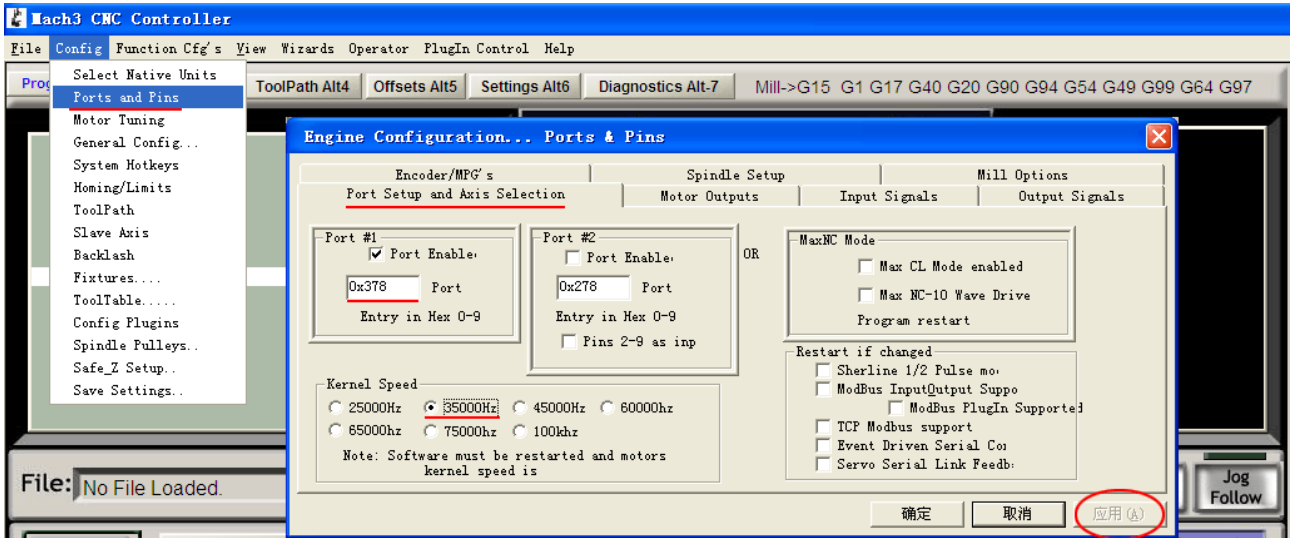 Mach3 CNC Controller
File Config Function Cfg's View Wizards Operator PlugIn Control Help
Select Native Units
Ports and Pins
Motor Tuning
General Config...
System Hotkeys
Homing/Limits
ToolPath
Slave Axis
Backlash
Fixtures....
ToolTable.....
Config Plugins
Spindle Pulleys..
Safe_Z Setup..
Save Settings..
Prog
ToolPath Alt4 Offsets Alt5 Settings Alt6 Diagnostics Alt-7 Mill->G15 G1 G17 G40 G20 G90 G94 G54 G49 G99 G64 G97
Engine Configuration... Ports & Pins
Encoder/MPG's Spindle Setup Mill Options
Port Setup and Axis Selection Motor Outputs Input Signals Output Signals
Port #1
Port Enable
0x378 Port
Entry in Hex 0-9
Port #2
Port Enable
0x278 Port
Entry in Hex 0-9
Pins 2-9 as inp
OR
MaxNC Mode
Max CL Mode enabled
Max NC-10 Wave Drive
Program restart
Restart if changed
Sherline 1/2 Pulse mo
ModBus InputOutput Suppo
ModBus PlugIn Supported
TCP Modbus support
Event Driven Serial Co
Servo Serial Link Feedb
Kernel Speed
25000Hz 35000Hz 45000Hz 60000hz
65000hz 75000hz 100khz
Note: Software must be restarted and motors
kernel speed is
确定 取消 应用(A)
File: No File Loaded.
Jog
Follow